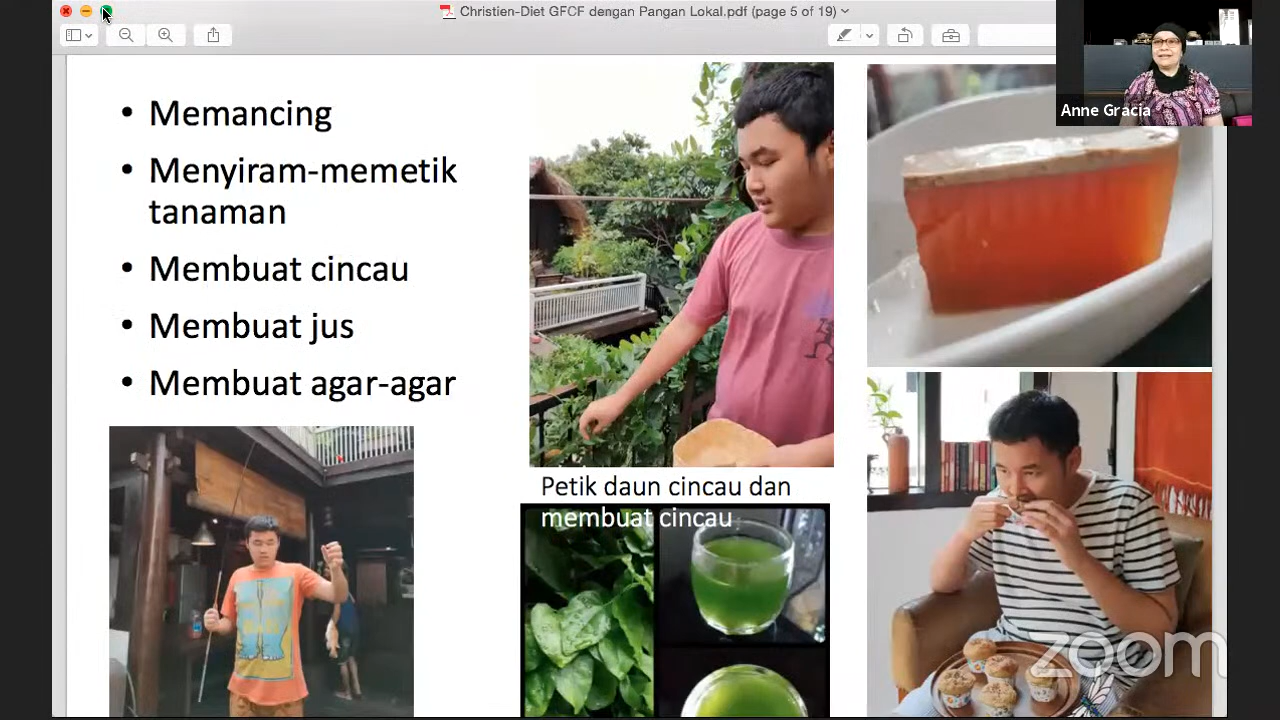 Christien-Diet GFCF dengan Pangan Lokal.pdf (page 5 of 19)
Anne Gracia
• Memancing
• Menyiram-memetik
tanaman
• Membuat cincau
• Membuat jus
• Membuat agar-agar
Petik daun cincau dan
membuat cincau
zoom